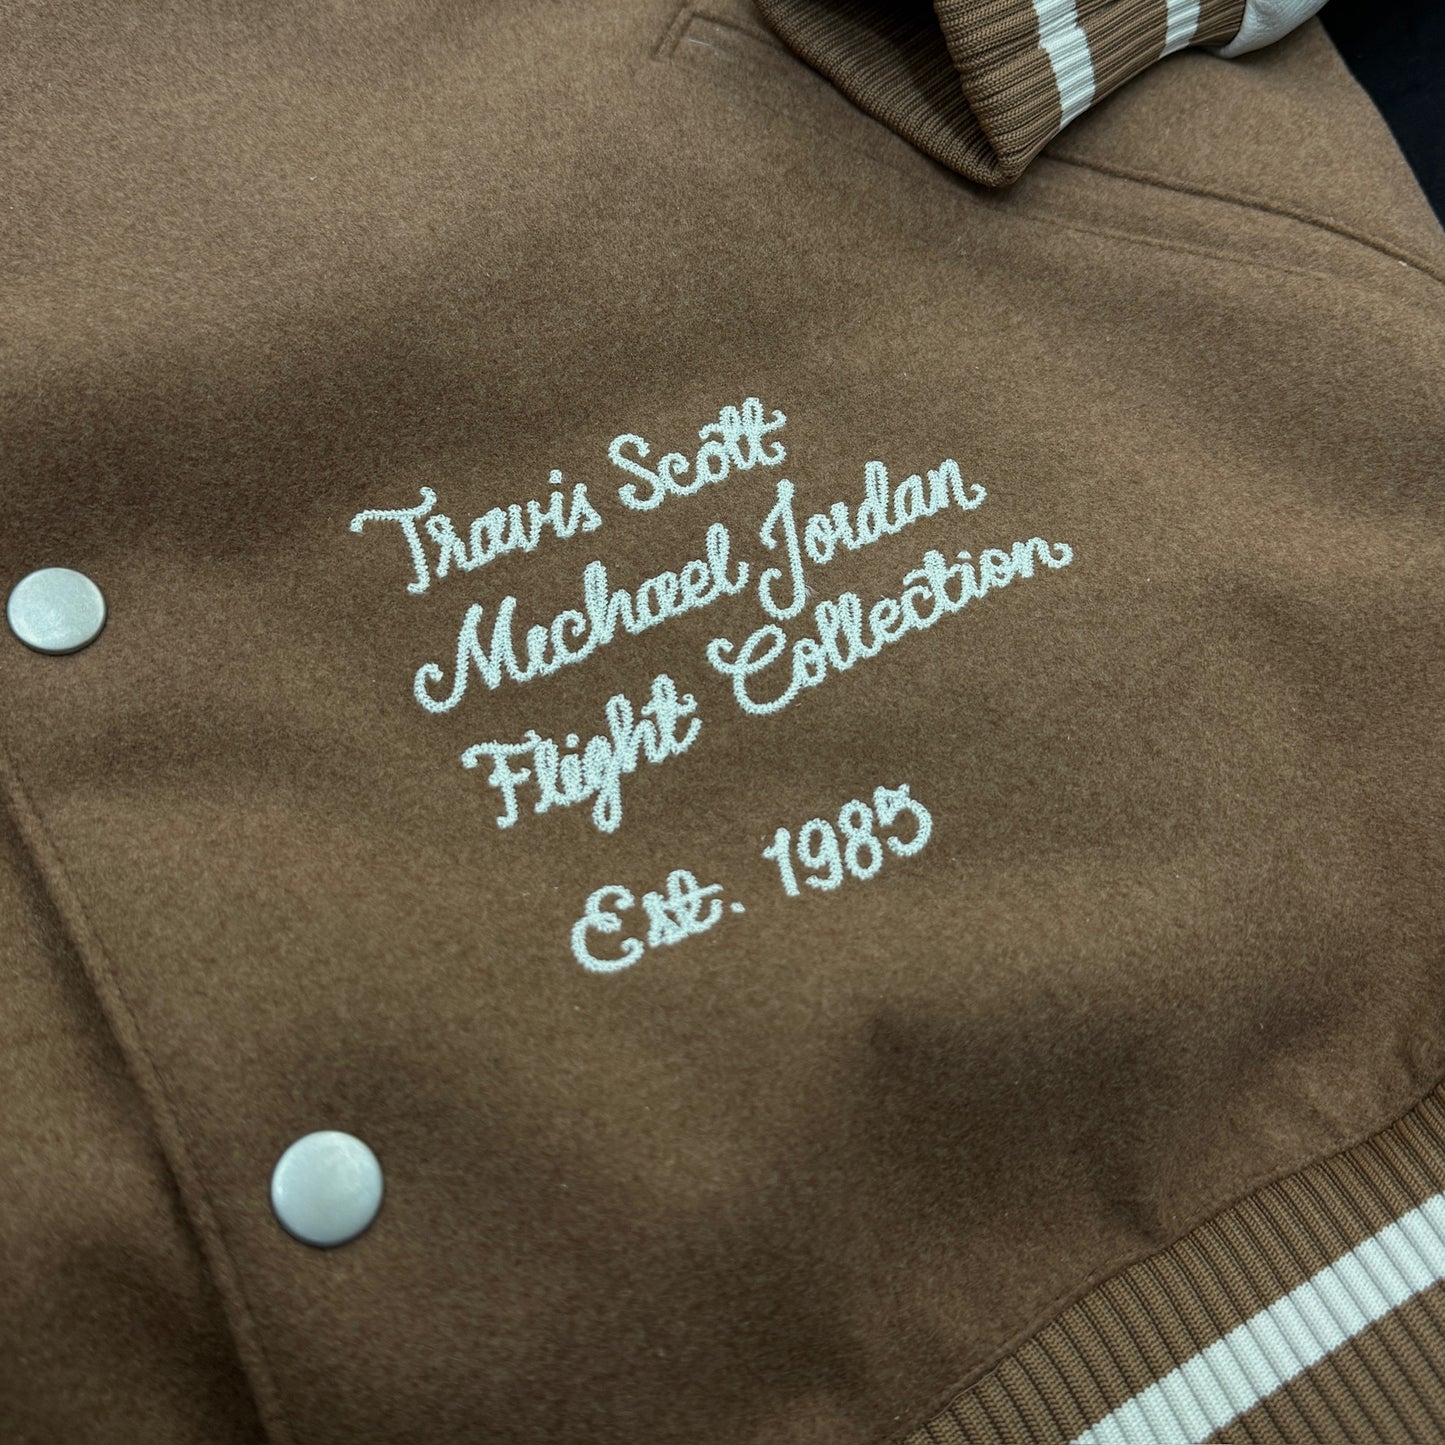 Travis Scott
Michael Jordan
Flight Collection
Est. 1985